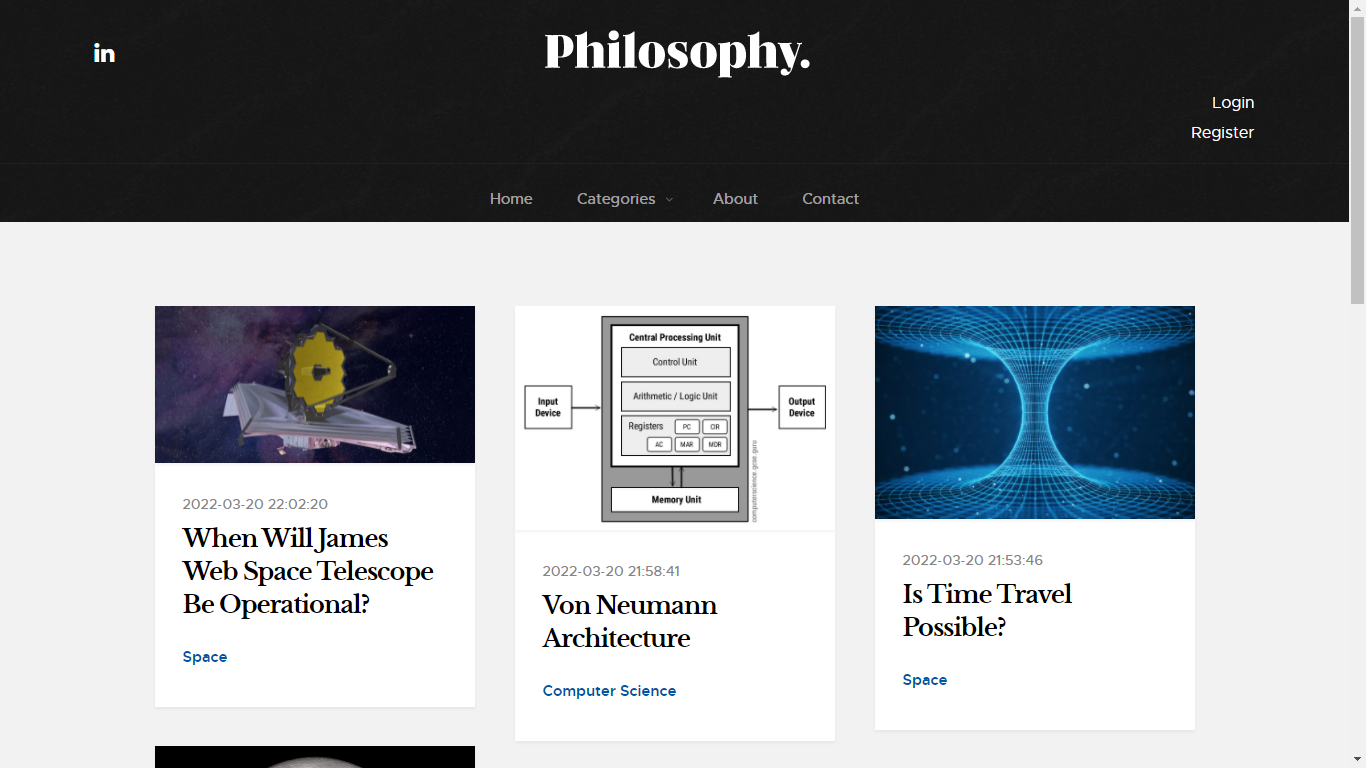 in
Philosophy.
Login
Register
Home
Categories
About
Contact
2022-03-20 22:02:20
When Will James
Web Space Telescope
Be Operational?
Space
Central Processing Unit
Control Unit
Arithmetic / Logic Unit
Registers
PC
CIR
AC
MAR
MDR
Input
Device
Output
Device
Memory Unit
computerscience.gcse.guru
2022-03-20 21:58:41
Von Neumann
Architecture
Computer Science
2022-03-20 21:53:46
Is Time Travel
Possible?
Space